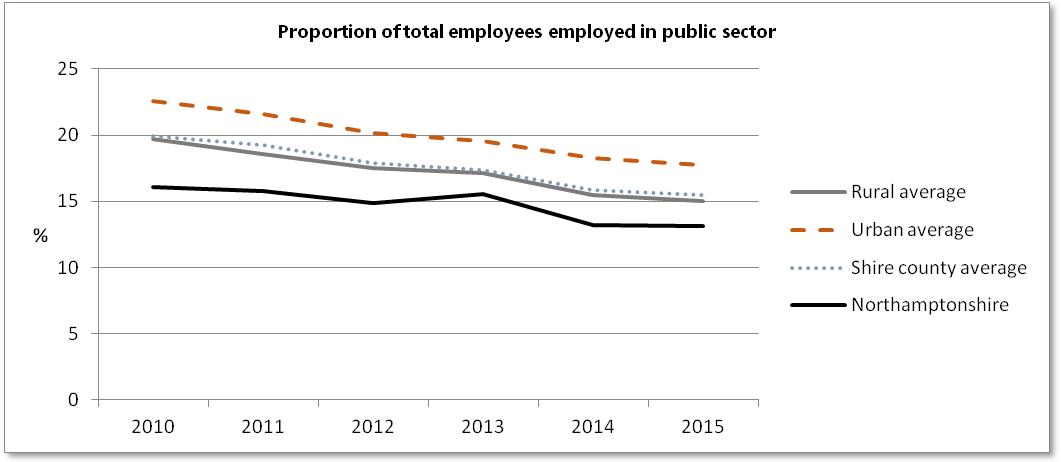 Proportion of total employees employed in public sector
25
20
15
%
10
5
0
2010 2011 2012 2013 2014 2015
Rural average
Urban average
Shire county average
Northamptonshire